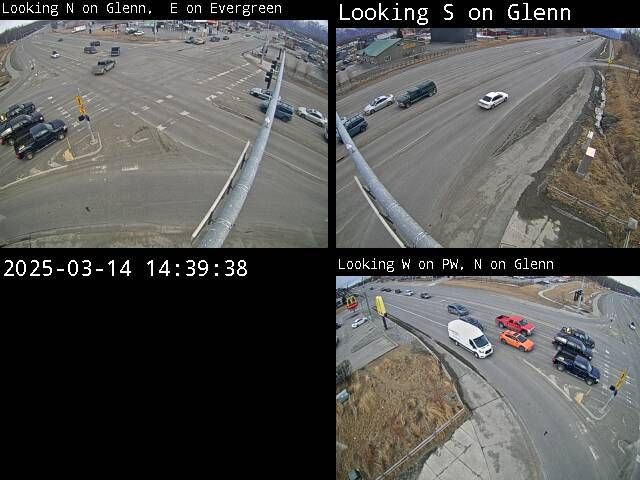 Looking N on Glenn,  E on Evergreen
Looking S on Glenn
2025-03-14 14:39:38
Looking W on PW, N on Glenn